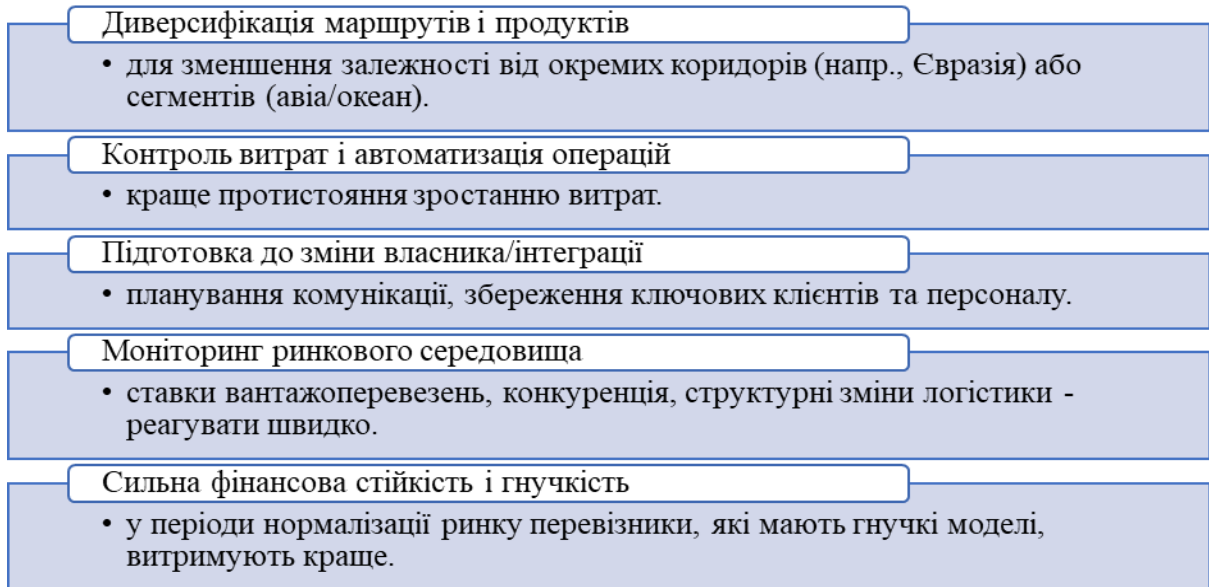 Диверсифікація маршрутів і продуктів
• для зменшення залежності від окремих коридорів (напр., Євразія) або
сегментів (авіа/океан).
Контроль витрат і автоматизація операцій
• краще протистояння зростанню витрат.
Підготовка до зміни власника/інтеграції
• планування комунікації, збереження ключових клієнтів та персоналу.
Моніторинг ринкового середовища
• ставки вантажоперевезень, конкуренція, структурні зміни логістики -
реагувати швидко.
Сильна фінансова стійкість і гнучкість
• у періоди нормалізації ринку перевізники, які мають гнучкі моделі,
витримують краще.